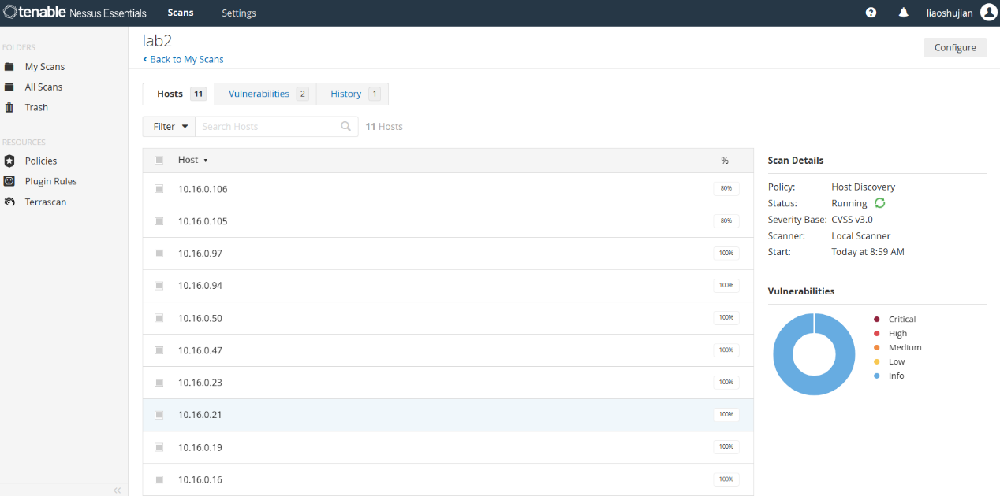 tenable Nessus Essentials Scans Settings liaoshujian
FOLDERS
My Scans
All Scans
Trash
RESOURCES
Policies
Plugin Rules
Terrascan
lab2
Back to My Scans
Configure
Hosts 11 Vulnerabilities 2 History 1
Filter Search Hosts 11 Hosts
Host %
10.16.0.106 80%
10.16.0.105 80%
10.16.0.97 100%
10.16.0.94 100%
10.16.0.50 100%
10.16.0.47 100%
10.16.0.23 100%
10.16.0.21 100%
10.16.0.19 100%
10.16.0.16 100%
Scan Details
Policy: Host Discovery
Status: Running
Severity Base: CVSS v3.0
Scanner: Local Scanner
Start: Today at 8:59 AM
Vulnerabilities
Critical
High
Medium
Low
Info